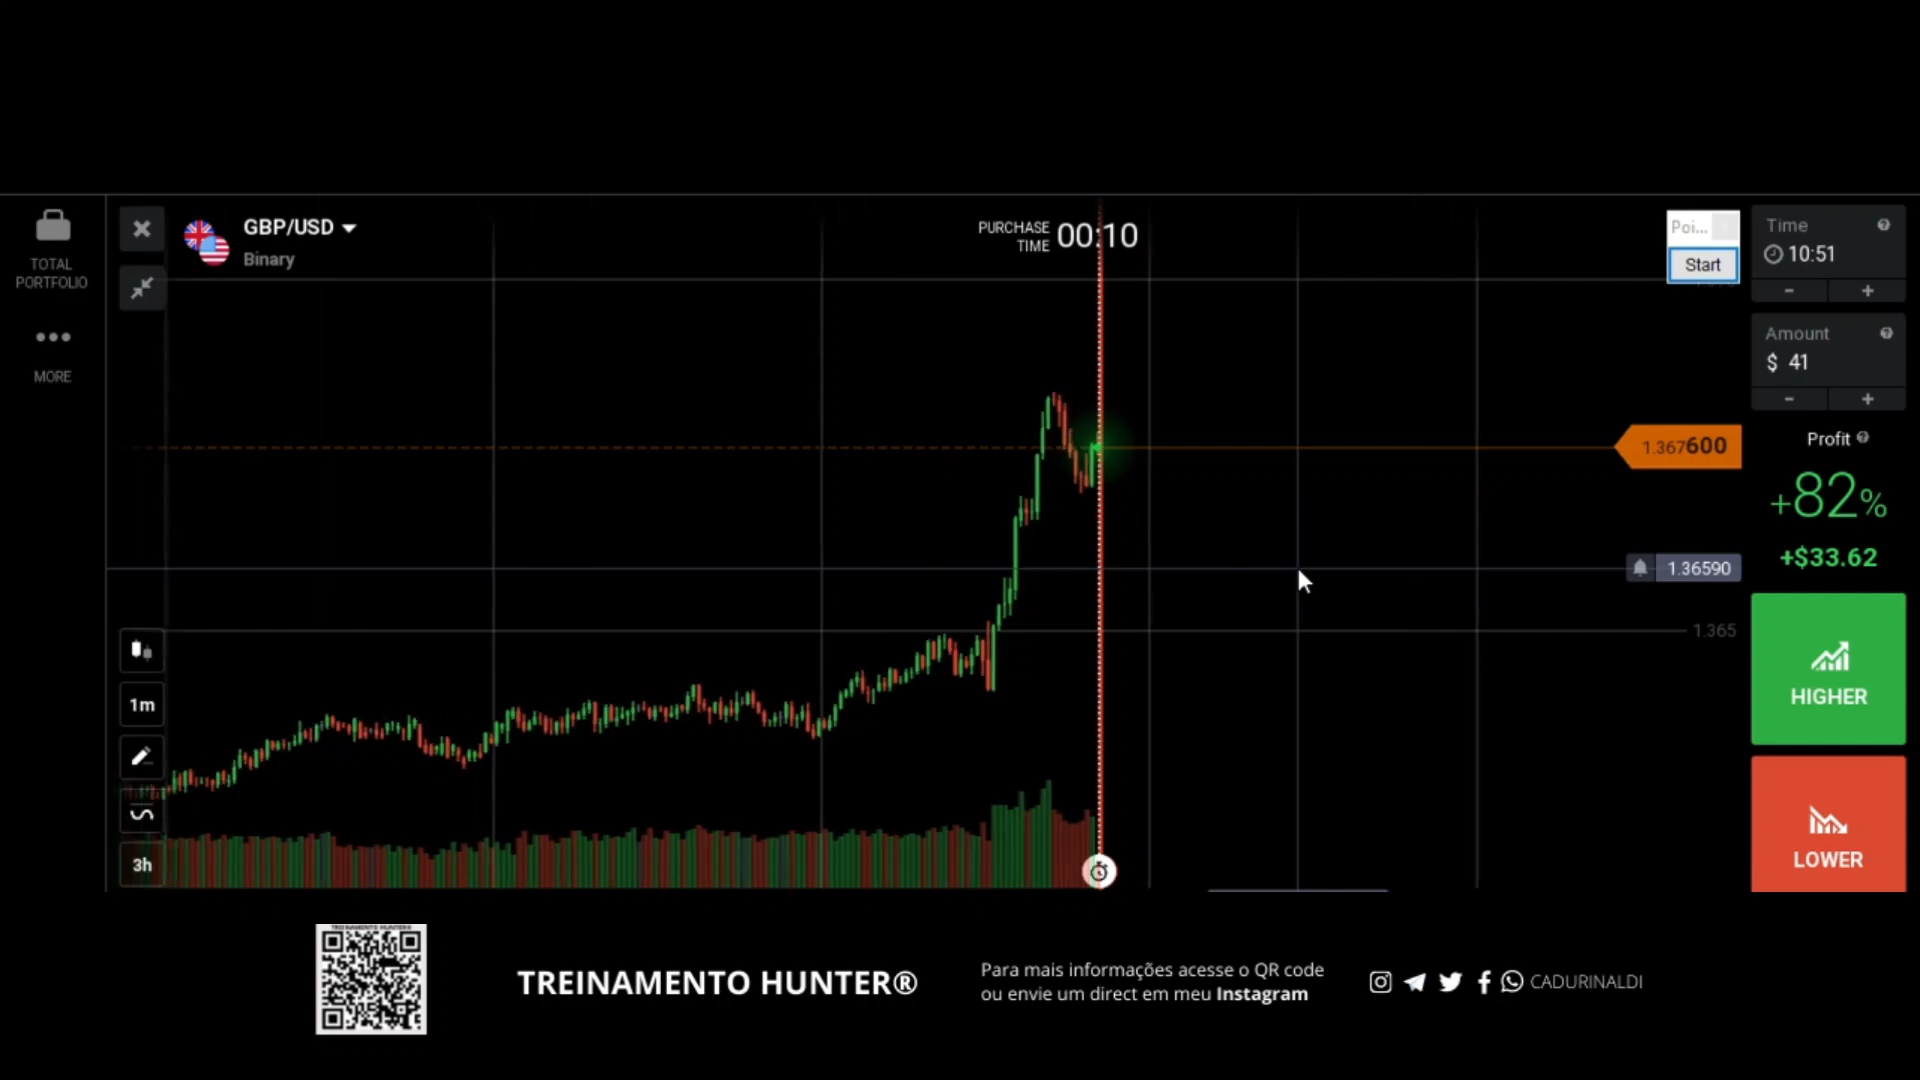 TOTAL
PORTFOLIO
MORE
GBP/USD
Binary
PURCHASE
TIME
00:10
Poi...
Start
Time
10:51
- +
Amount
$ 41
- +
Profit
+82%
+$33.62
1.367600
1.36590
1.365
HIGHER
LOWER
1m
3h
TREINAMENTO HUNTER®
TREINAMENTO HUNTER®
Para mais informações acesse o QR code
ou envie um direct em meu Instagram
CADURINALDI